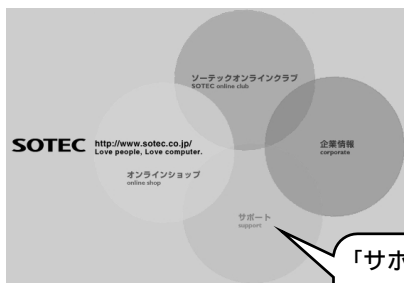 ソーテックオンラインクラブ
SOTEC online club
SOTEC
http://www.sotec.co.jp/
Love people, Love computer.
企業情報
corporate
オンラインショップ
online shop
サポート
support
「サポ